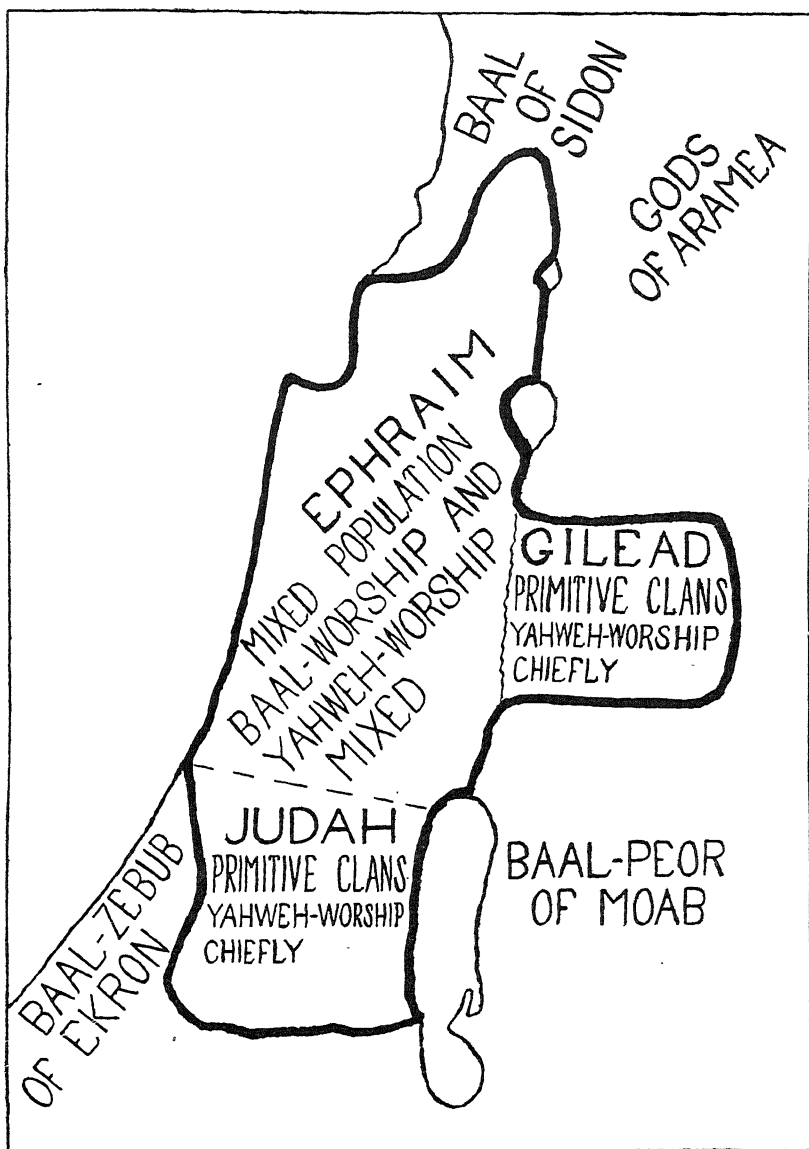 BAAL
OF
SIDON
GODS
OF ARAMEA
EPHRAIM
MIXED POPULATION
BAAL-WORSHIP AND
YAHWEH-WORSHIP
MIXED
GILEAD
PRIMITIVE CLANS
YAHWEH-WORSHIP
CHIEFLY
JUDAH
PRIMITIVE CLANS
YAHWEH-WORSHIP
CHIEFLY
BAAL-PEOR
OF MOAB
BAAL-ZEBUB
OF EKRON